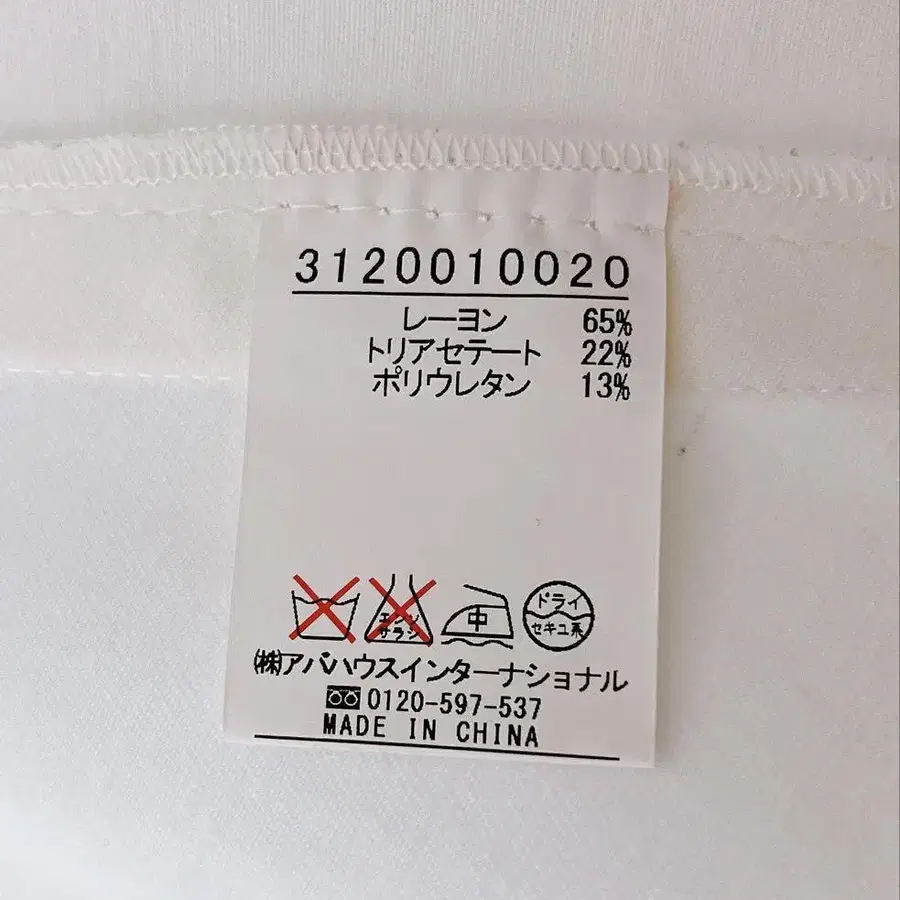 3120010020
レーヨン 65%
トリアセテート 22%
ポリウレタン 13%
エンソ
サラシ
中
ドライ
セキユ系
㈱アバハウスインターナショナル
0120-597-537
MADE IN CHINA